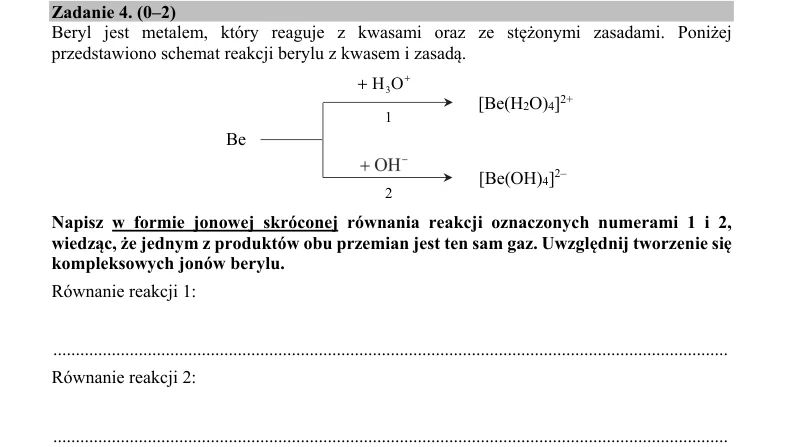 Zadanie 4. (0–2)
Beryl jest metalem, który reaguje z kwasami oraz ze stężonymi zasadami. Poniżej
przedstawiono schemat reakcji berylu z kwasem i zasadą.
+ H₃O⁺
1
[Be(H₂O)₄]²⁺
Be
+ OH⁻
2
[Be(OH)₄]²⁻
Napisz w formie jonowej skróconej równania reakcji oznaczonych numerami 1 i 2,
wiedząc, że jednym z produktów obu przemian jest ten sam gaz. Uwzględnij tworzenie się
kompleksowych jonów berylu.
Równanie reakcji 1:
Równanie reakcji 2: